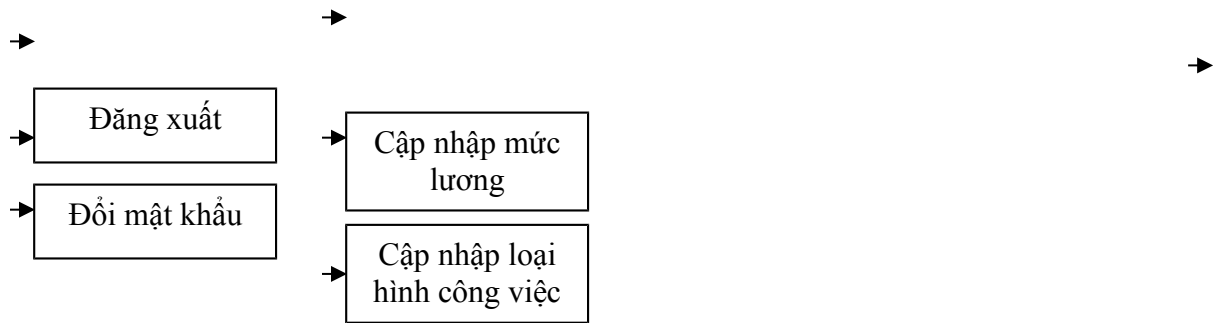 Đăng xuất
Đổi mật khẩu
Cập nhập mức
lương
Cập nhập loại
hình công việc